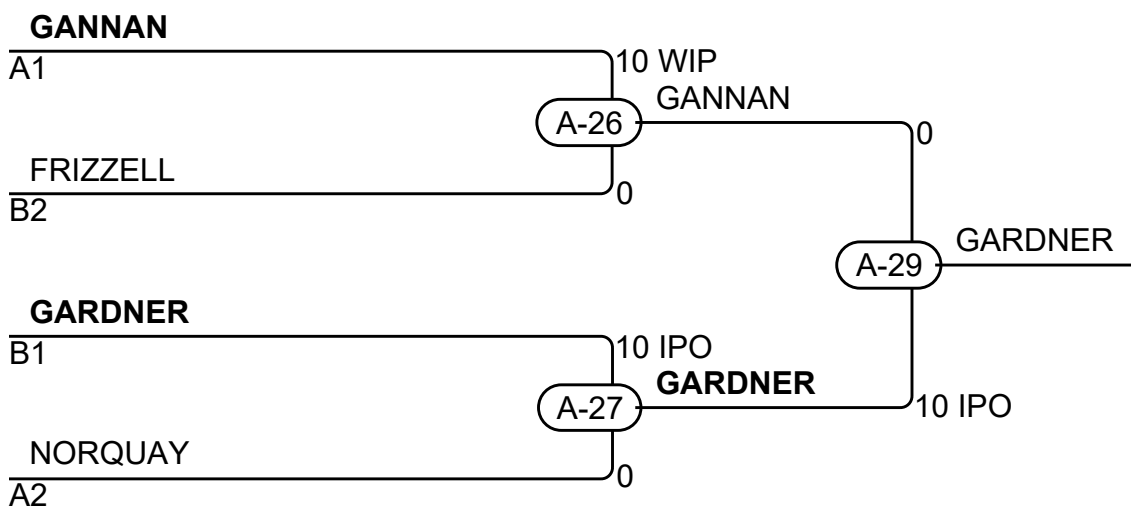 GANNAN
A1
10 WIP
GANNAN
A-26
0
FRIZZELL
B2
0
GARDNER
A-29
GARDNER
B1
10 IPO
GARDNER
A-27
10 IPO
NORQUAY
A2
0